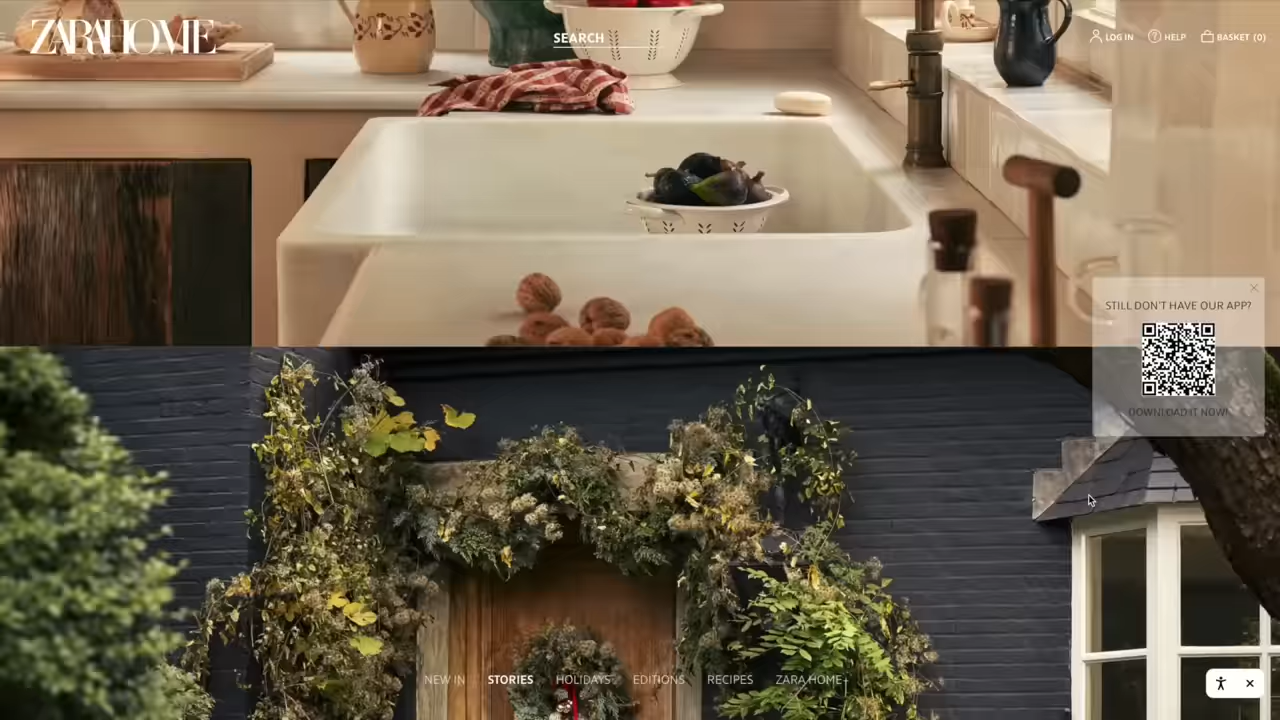 ZARA HOME
SEARCH
LOG IN
HELP
BASKET (0)
STILL DON'T HAVE OUR APP?
DOWNLOAD IT NOW!
NEW IN
STORIES
HOLIDAYS
EDITIONS
RECIPES
ZARA HOME+